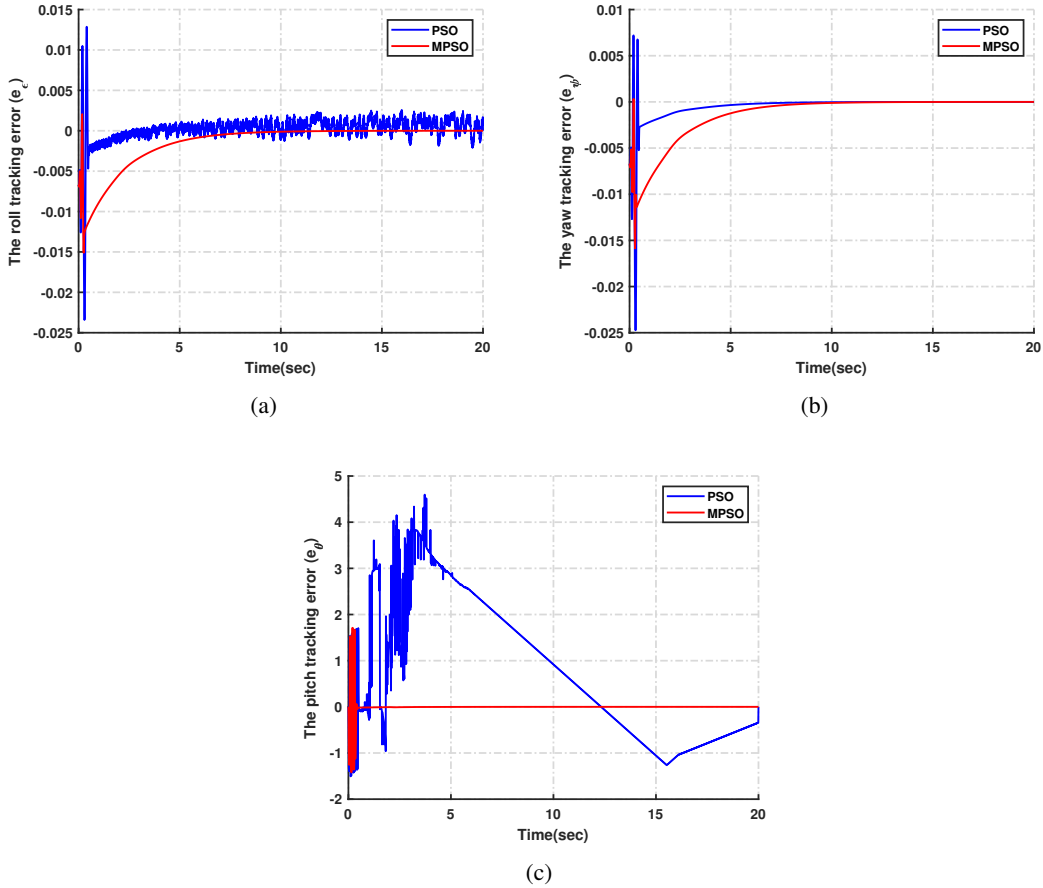 0.015
0.01
0.005
0
-0.005
-0.01
-0.015
-0.02
-0.025
0 5 10 15 20
The roll tracking error (eϵ)
Time(sec)
PSO
MPSO
(a)
0.01
0.005
0
-0.005
-0.01
-0.015
-0.02
-0.025
0 5 10 15 20
The yaw tracking error (eψ)
Time(sec)
PSO
MPSO
(b)
5
4
3
2
1
0
-1
-2
0 5 10 15 20
The pitch tracking error (eθ)
Time(sec)
PSO
MPSO
(c)